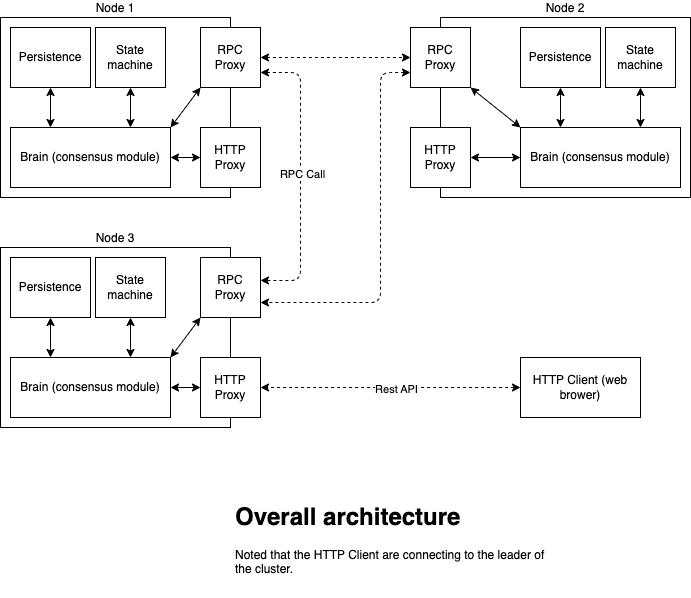 Node 1
Persistence
State
machine
RPC
Proxy
Brain (consensus module)
HTTP
Proxy
Node 2
RPC
Proxy
Persistence
State
machine
HTTP
Proxy
Brain (consensus module)
RPC Call
Node 3
Persistence
State
machine
RPC
Proxy
Brain (consensus module)
HTTP
Proxy
Rest API
HTTP Client (web
brower)
Overall architecture
Noted that the HTTP Client are connecting to the leader of
the cluster.